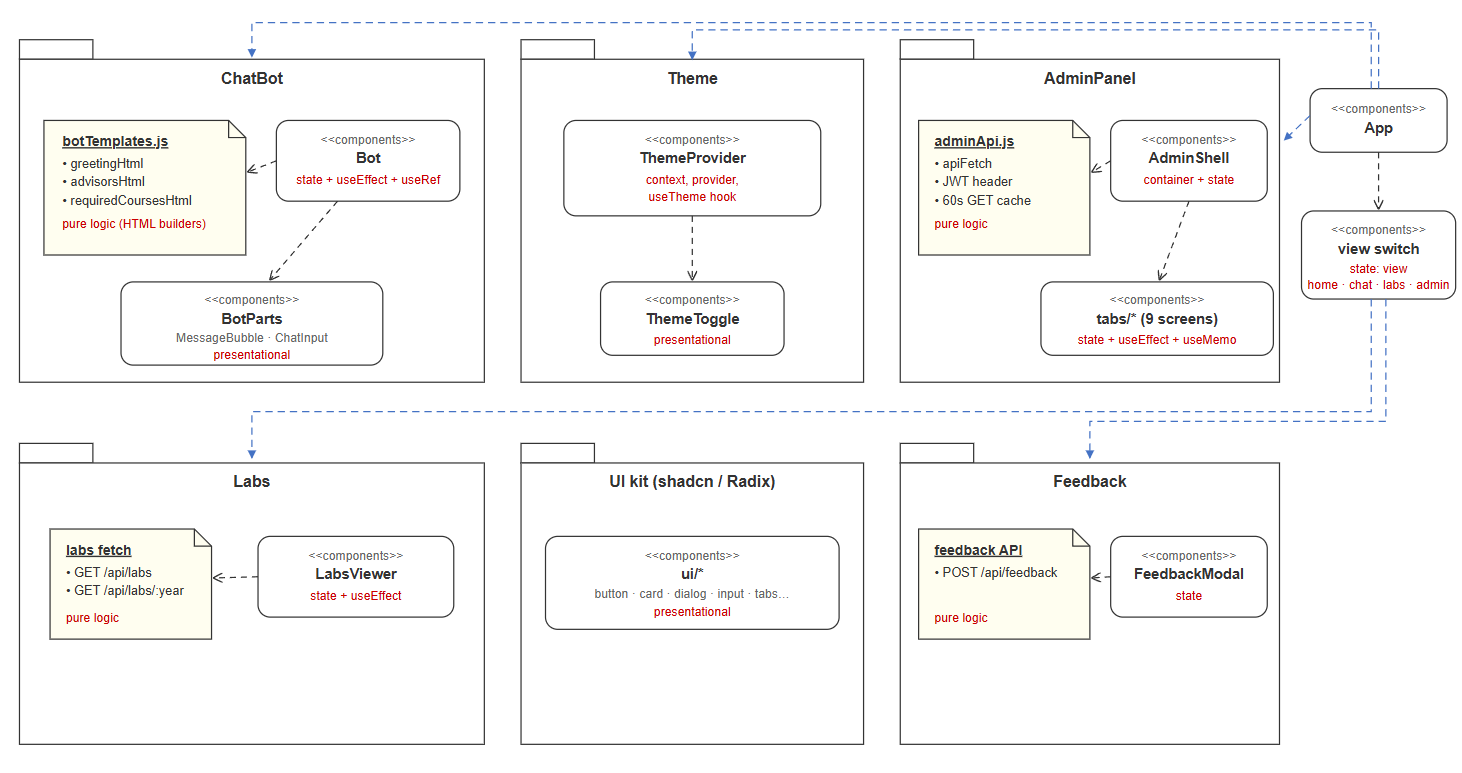 ChatBot
botTemplates.js
• greetingHtml
• advisorsHtml
• requiredCoursesHtml
pure logic (HTML builders)
<<components>>
Bot
state + useEffect + useRef
<<components>>
BotParts
MessageBubble · ChatInput
presentational
Theme
<<components>>
ThemeProvider
context, provider,
useTheme hook
<<components>>
ThemeToggle
presentational
AdminPanel
adminApi.js
• apiFetch
• JWT header
• 60s GET cache
pure logic
<<components>>
AdminShell
container + state
<<components>>
tabs/* (9 screens)
state + useEffect + useMemo
<<components>>
App
<<components>>
view switch
state: view
home · chat · labs · admin
Labs
labs fetch
• GET /api/labs
• GET /api/labs/:year
pure logic
<<components>>
LabsViewer
state + useEffect
UI kit (shadcn / Radix)
<<components>>
ui/*
button · card · dialog · input · tabs…
presentational
Feedback
feedback API
• POST /api/feedback
pure logic
<<components>>
FeedbackModal
state